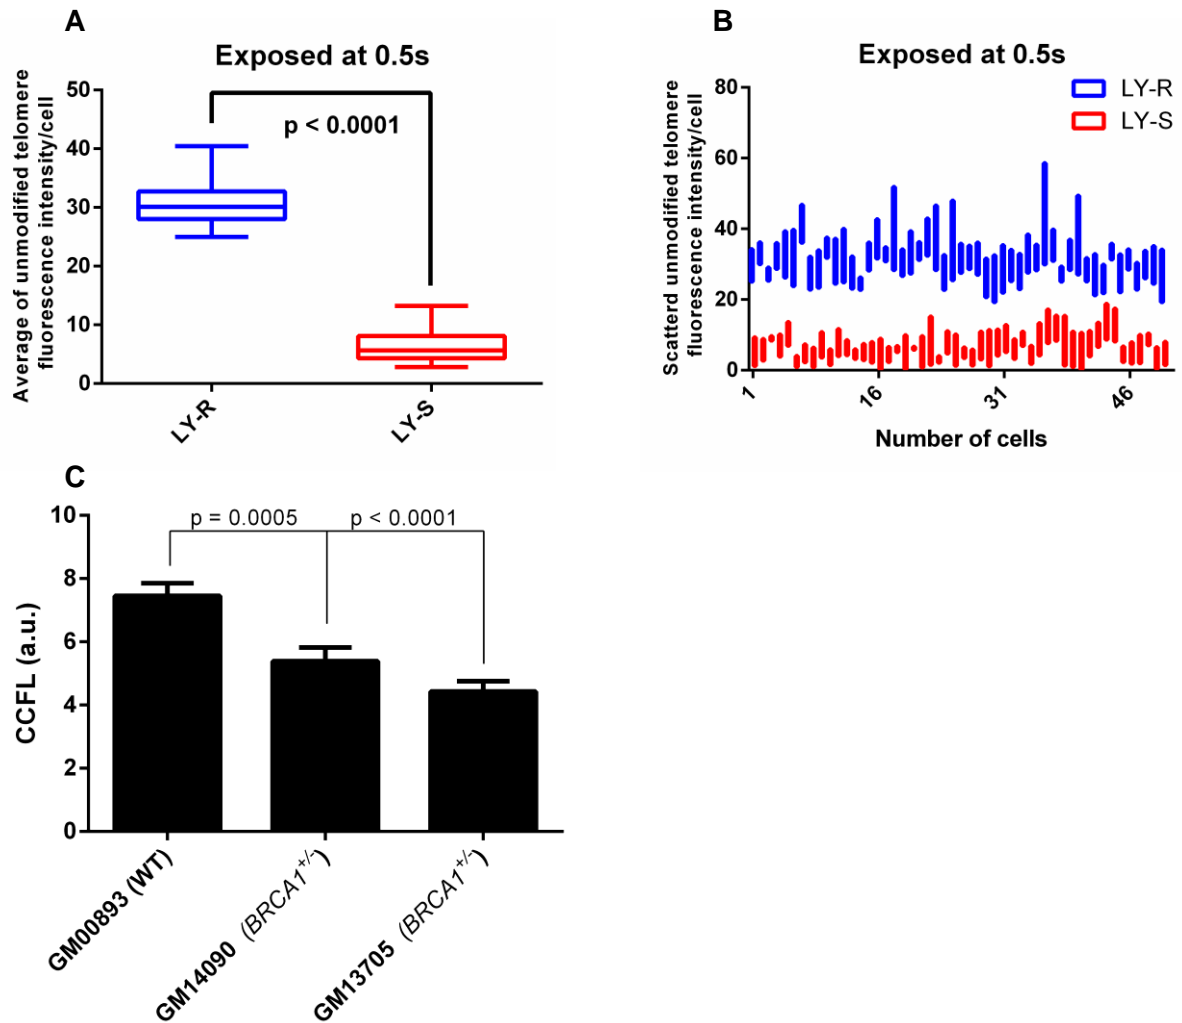 A
Exposed at 0.5s
Average of unmodified telomere
fluorescence intensity/cell
50
40
30
20
10
0
p < 0.0001
LY-R
LY-S
B
Exposed at 0.5s
Scatterd unmodified telomere
fluorescence intensity/cell
80
60
40
20
0
LY-R
LY-S
1
16
31
46
Number of cells
C
CCFL (a.u.)
10
8
6
4
2
0
p = 0.0005
p < 0.0001
GM00893 (WT)
GM14090 (BRCA1+/-)
GM13705 (BRCA1+/-)